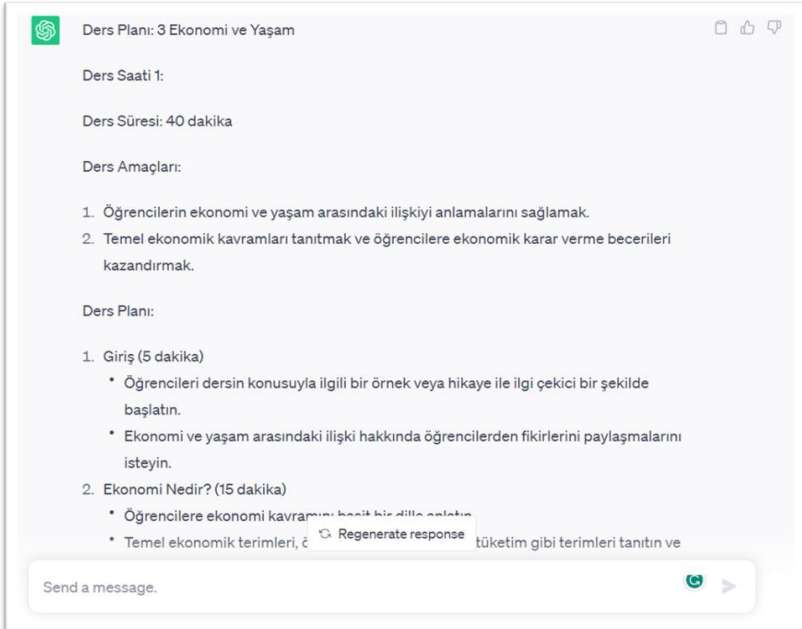 Ders Planı: 3 Ekonomi ve Yaşam
Ders Saati 1:
Ders Süresi: 40 dakika
Ders Amaçları:
1. Öğrencilerin ekonomi ve yaşam arasındaki ilişkiyi anlamalarını sağlamak.
2. Temel ekonomik kavramları tanıtmak ve öğrencilere ekonomik karar verme becerileri
kazandırmak.
Ders Planı:
1. Giriş (5 dakika)
• Öğrencileri dersin konusuyla ilgili bir örnek veya hikaye ile ilgi çekici bir şekilde
başlatın.
• Ekonomi ve yaşam arasındaki ilişki hakkında öğrencilerden fikirlerini paylaşmalarını
isteyin.
2. Ekonomi Nedir? (15 dakika)
• Öğrencilere ekonomi kavramını basit bir dille anlatın.
• Temel ekonomik terimleri, tüketim gibi terimleri tanıtın ve
Regenerate response
Send a message.